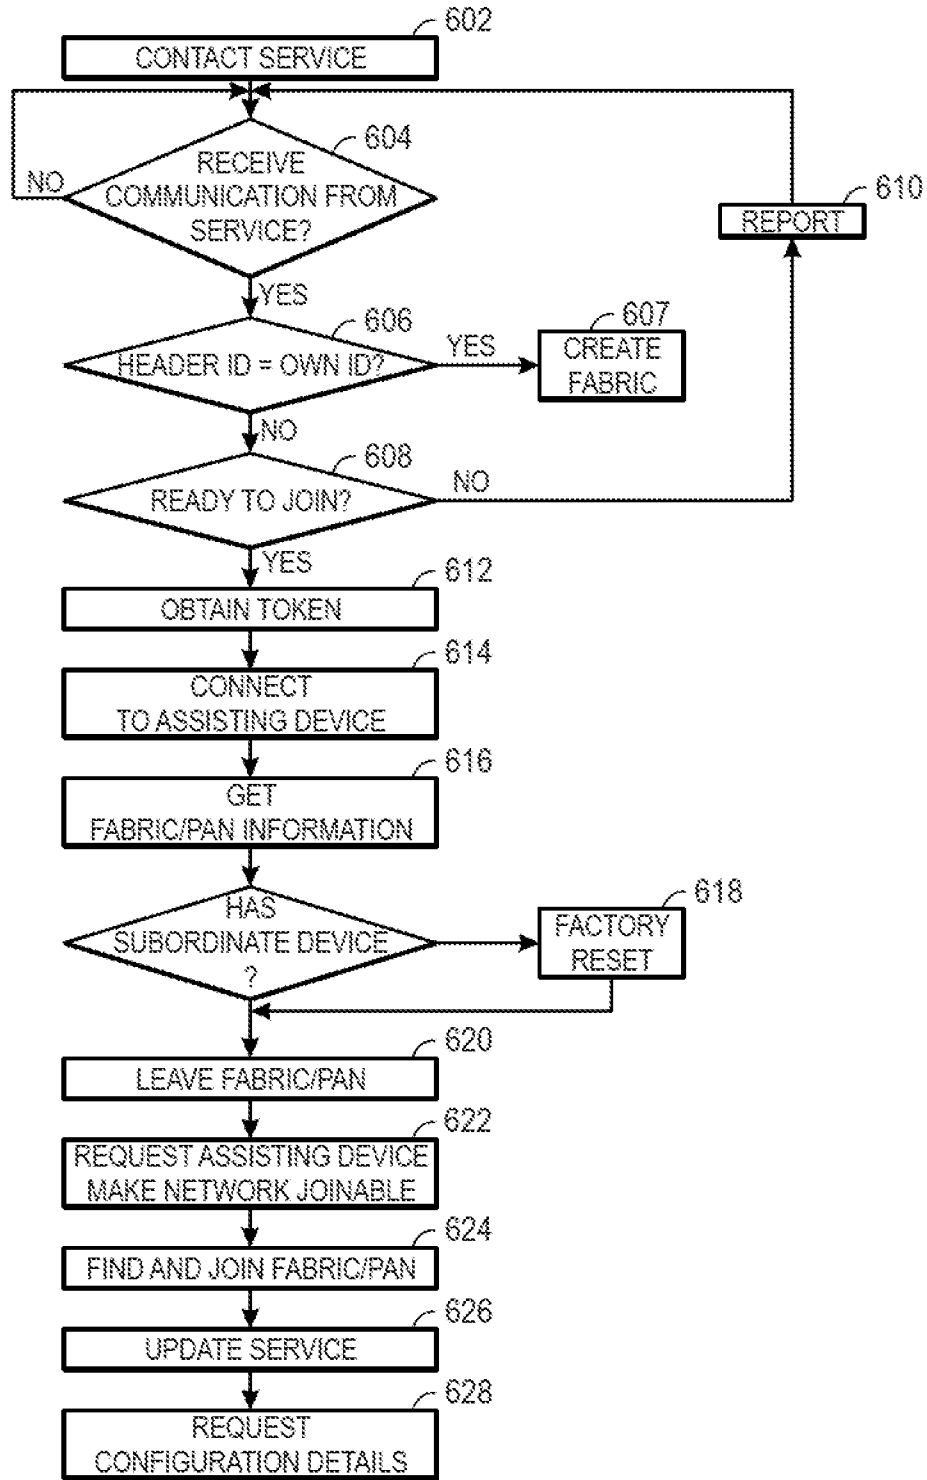 602
CONTACT SERVICE
604
RECEIVE
COMMUNICATION FROM
SERVICE?
NO
610
REPORT
YES
606
HEADER ID = OWN ID?
YES
607
CREATE
FABRIC
NO
608
READY TO JOIN?
NO
YES
612
OBTAIN TOKEN
614
CONNECT
TO ASSISTING DEVICE
616
GET
FABRIC/PAN INFORMATION
HAS
SUBORDINATE DEVICE
?
618
FACTORY
RESET
620
LEAVE FABRIC/PAN
622
REQUEST ASSISTING DEVICE
MAKE NETWORK JOINABLE
624
FIND AND JOIN FABRIC/PAN
626
UPDATE SERVICE
628
REQUEST
CONFIGURATION DETAILS